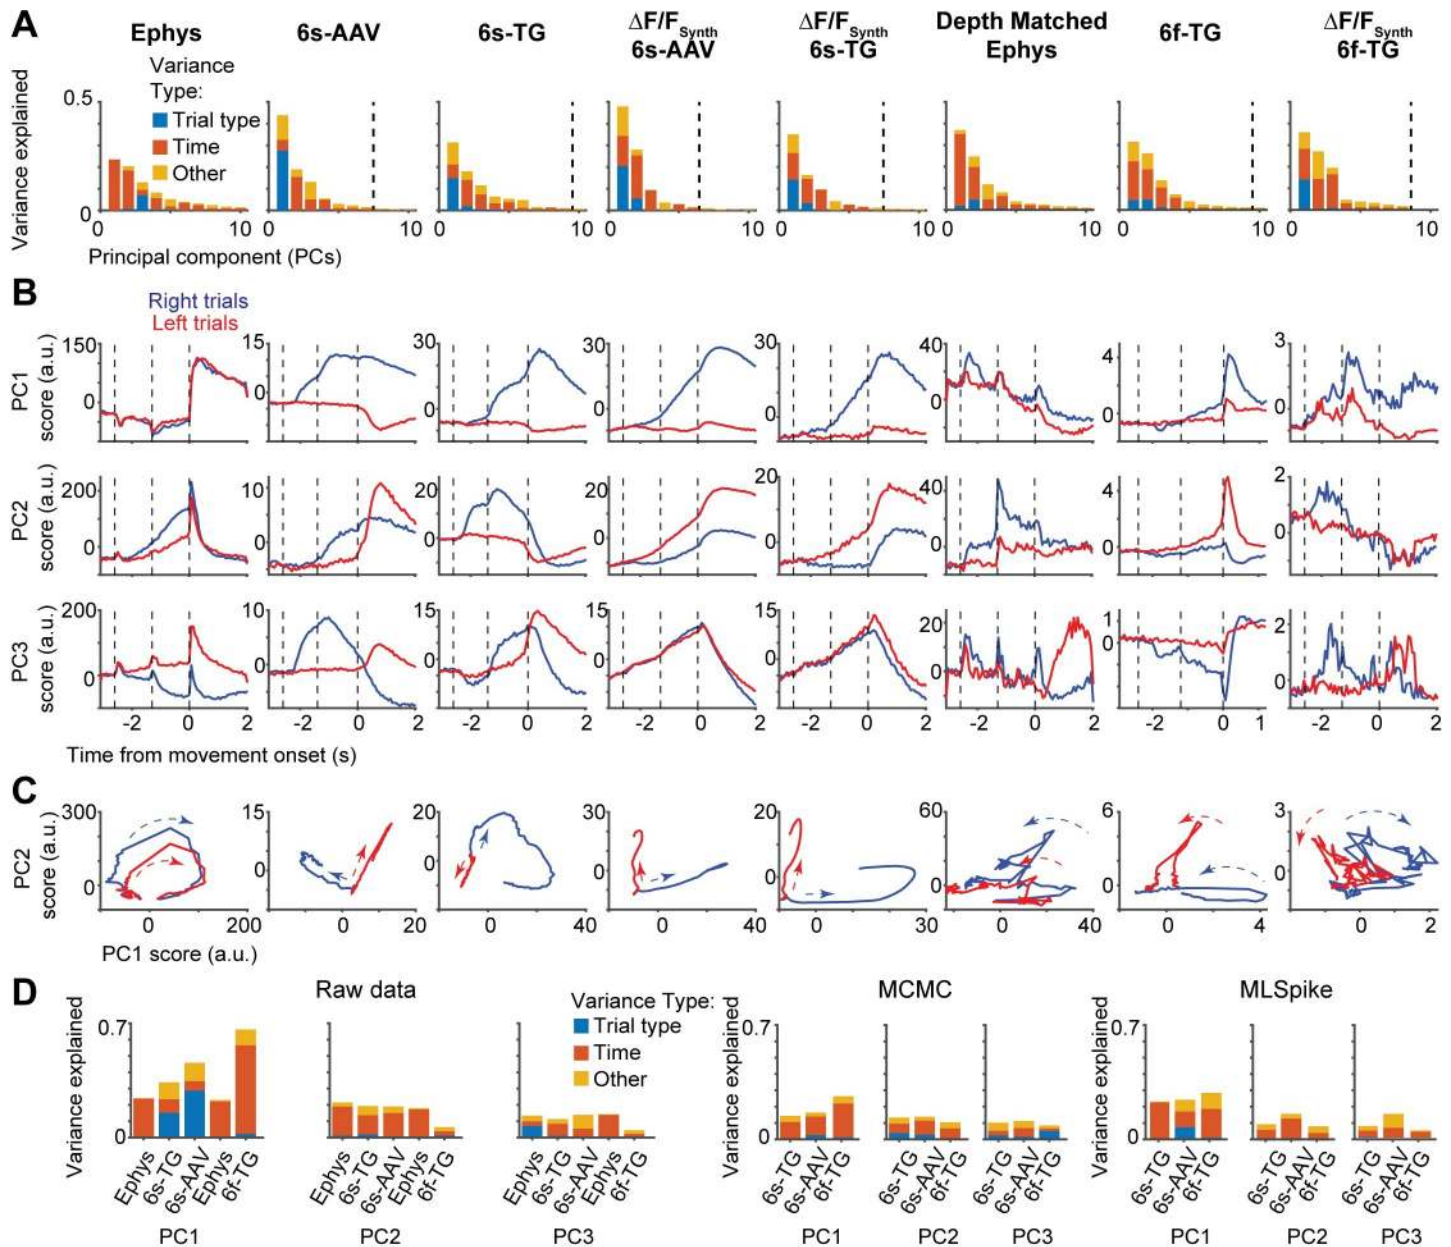 A
Ephys
6s-AAV
6s-TG
ΔF/FSynth
6s-AAV
ΔF/FSynth
6s-TG
Depth Matched
Ephys
6f-TG
ΔF/FSynth
6f-TG
Variance explained
0.5
0
Variance
Type:
Trial type
Time
Other
0 10
0 10
0 10
0 10
0 10
0 10
0 10
0 10
Principal component (PCs)
B
Right trials
Left trials
PC1
score (a.u.)
150
0
15
0
30
0
30
0
30
0
40
0
4
0
3
0
PC2
score (a.u.)
200
0
10
0
20
0
20
0
20
0
40
0
4
0
2
0
PC3
score (a.u.)
200
0
10
0
15
0
15
0
15
0
20
0
1
0
2
0
-2 0 2
-2 0 2
-2 0 2
-2 0 2
-2 0 2
-2 0 2
-2 0 1
-2 0 2
Time from movement onset (s)
C
PC2
score (a.u.)
300
0
15
0
20
0
30
0
20
0
60
0
6
0
3
0
0 200
0 20
0 40
0 30
0 30
0 20 40
0 4
0 2
PC1 score (a.u.)
D
Raw data
Variance Type:
Trial type
Time
Other
MCMC
MLSpike
Variance explained
0.7
0
Ephys
6s-TG
6s-AAV
Ephys
6f-TG
PC1
Ephys
6s-TG
6s-AAV
Ephys
6f-TG
PC2
Ephys
6s-TG
6s-AAV
Ephys
6f-TG
PC3
Variance explained
0.7
0
6s-TG
6s-AAV
6f-TG
PC1
6s-TG
6s-AAV
6f-TG
PC2
6s-TG
6s-AAV
6f-TG
PC3
Variance explained
0.7
0
6s-TG
6s-AAV
6f-TG
PC1
6s-TG
6s-AAV
6f-TG
PC2
6s-TG
6s-AAV
6f-TG
PC3